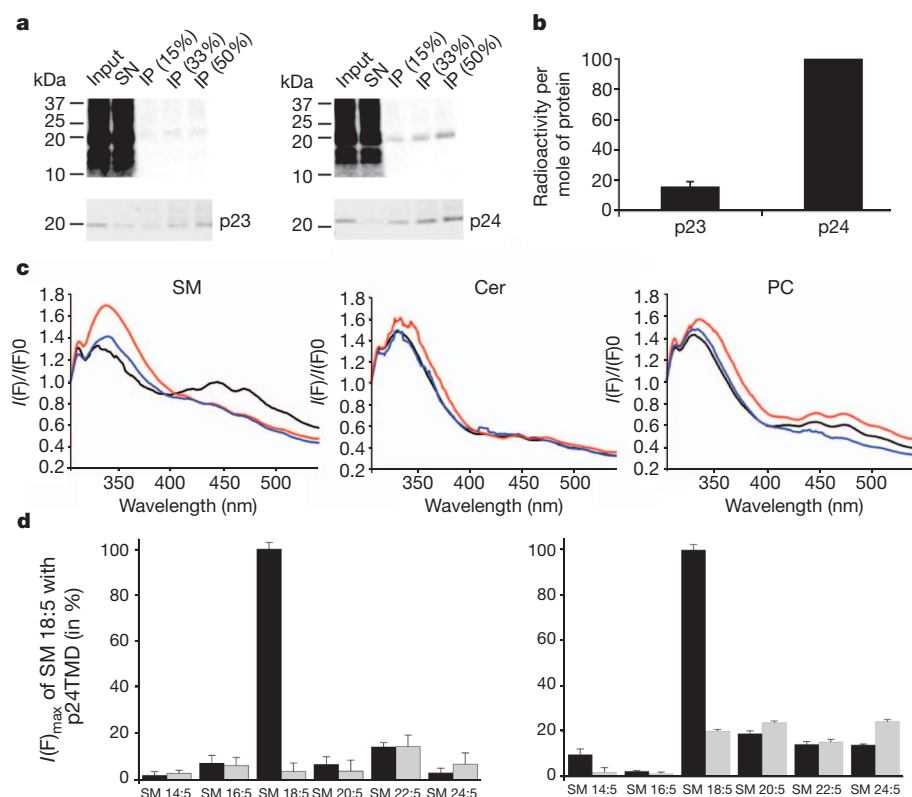 a
kDa
Input
SN
IP (15%)
IP (33%)
IP (50%)
37
25
20
10
20
p23
kDa
Input
SN
IP (15%)
IP (33%)
IP (50%)
37
25
20
10
20
p24
b
Radioactivity per
mole of protein
100
80
60
40
20
0
p23
p24
c
SM
I(F)/I(F)0
1.8
1.6
1.4
1.2
1.0
0.8
0.6
0.4
0.2
350 400 450 500
Wavelength (nm)
Cer
I(F)/I(F)0
1.8
1.6
1.4
1.2
1.0
0.8
0.6
0.4
0.2
350 400 450 500
Wavelength (nm)
PC
I(F)/I(F)0
1.8
1.6
1.4
1.2
1.0
0.8
0.6
0.4
0.2
350 400 450 500
Wavelength (nm)
d
I(F)max of SM 18:5 with
p24TMD (in %)
100
80
60
40
20
0
SM 14:5 SM 16:5 SM 18:5 SM 20:5 SM 22:5 SM 24:5
100
80
60
40
20
0
SM 14:5 SM 16:5 SM 18:5 SM 20:5 SM 22:5 SM 24:5